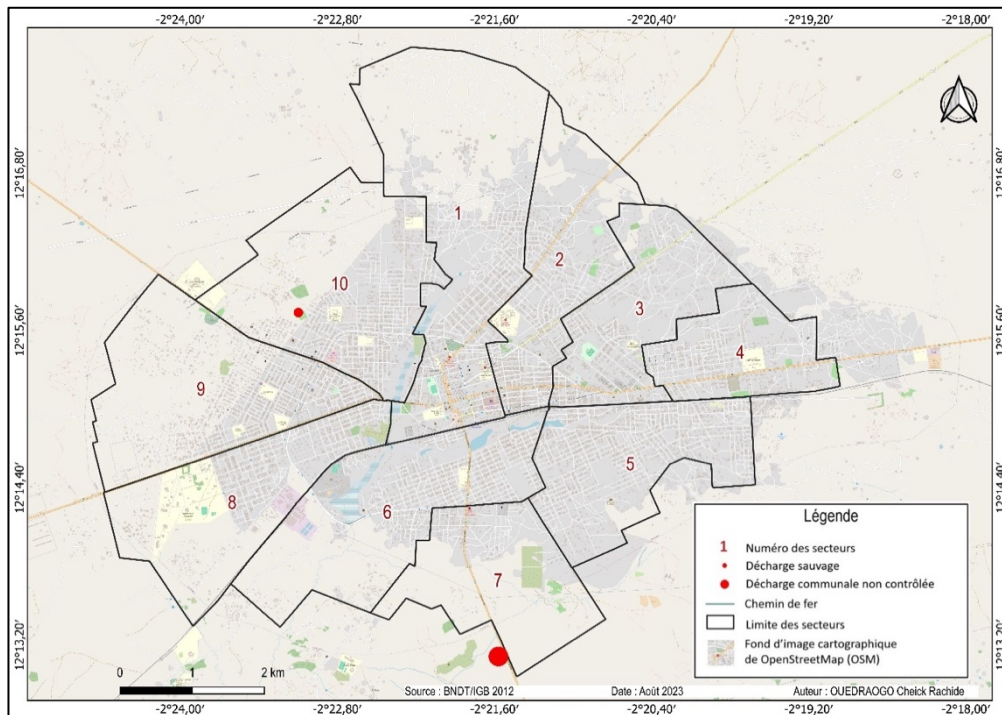 -2°24,00'
-2°22,80'
-2°21,60'
-2°20,40'
-2°19,20'
-2°18,00'
12°16,80'
12°16,80'
1
2
10
3
12°15,60'
12°15,60'
4
9
5
12°14,40'
12°14,40'
8
6
7
Légende
1 Numéro des secteurs
Décharge sauvage
Décharge communale non contrôlée
Chemin de fer
Limite des secteurs
Fond d'image cartographique
de OpenStreetMap (OSM)
12°13,20'
12°13,20'
0 1 2 km
Source : BNDT/IGB 2012
Date : Août 2023
Auteur : OUEDRAOGO Cheick Rachide
-2°24,00'
-2°22,80'
-2°21,60'
-2°20,40'
-2°19,20'
-2°18,00'